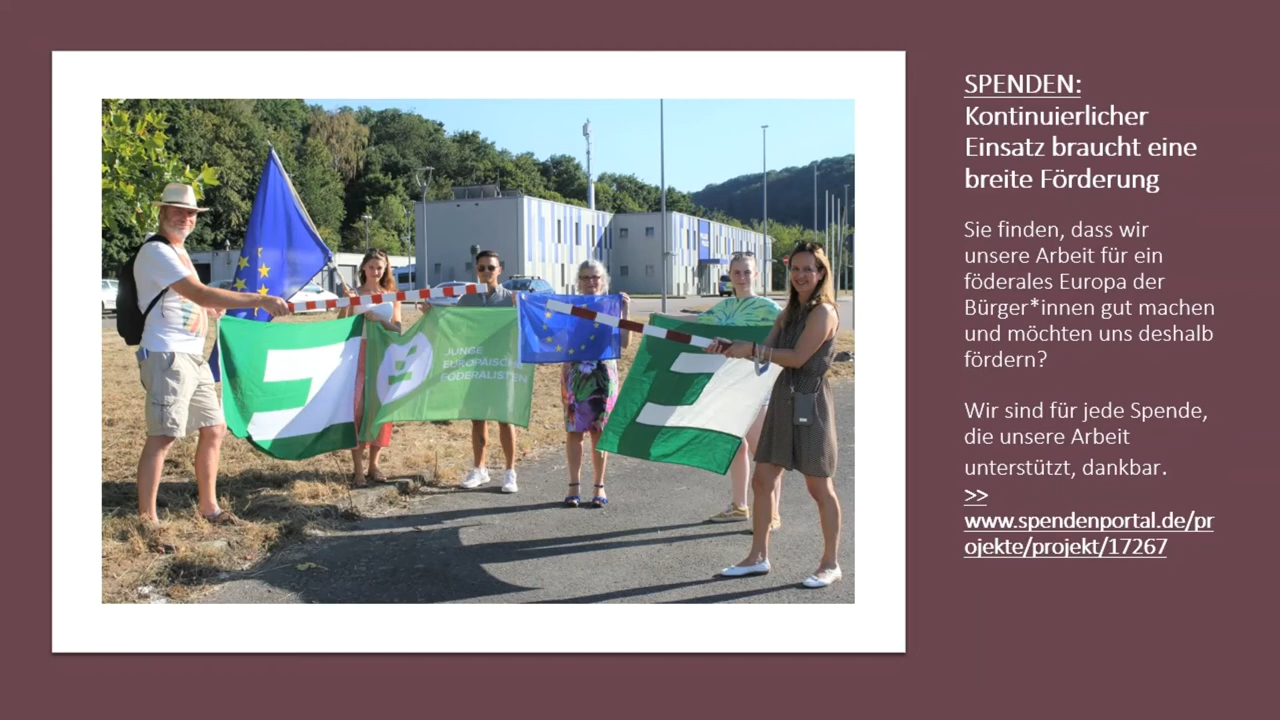 SPENDEN:
Kontinuierlicher
Einsatz braucht eine
breite Förderung
Sie finden, dass wir
unsere Arbeit für ein
föderales Europa der
Bürger*innen gut machen
und möchten uns deshalb
fördern?
Wir sind für jede Spende,
die unsere Arbeit
unterstützt, dankbar.
>>
www.spendenportal.de/pr
ojekte/projekt/17267
JUNGE
EUROPÄISCHE
FÖDERALISTEN